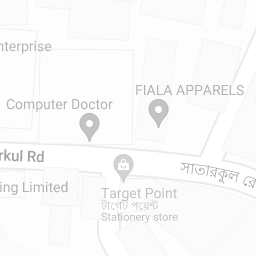 nterprise
FIALA APPARELS
Computer Doctor
rkul Rd
সাতারকুল রে
ing Limited
Target Point
টার্গেট পয়েন্ট
Stationery store